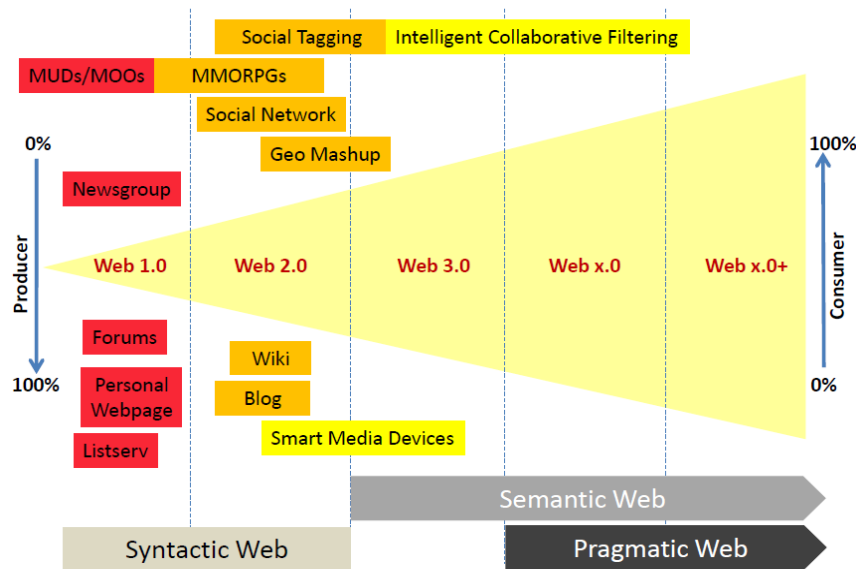 Social Tagging
Intelligent Collaborative Filtering
MUDs/MOOs
MMORPGs
Social Network
0%
Geo Mashup
100%
Newsgroup
Producer
Web 1.0
Web 2.0
Web 3.0
Web x.0
Web x.0+
Consumer
Forums
Wiki
100%
Personal
Webpage
Blog
0%
Listserv
Smart Media Devices
Semantic Web
Syntactic Web
Pragmatic Web